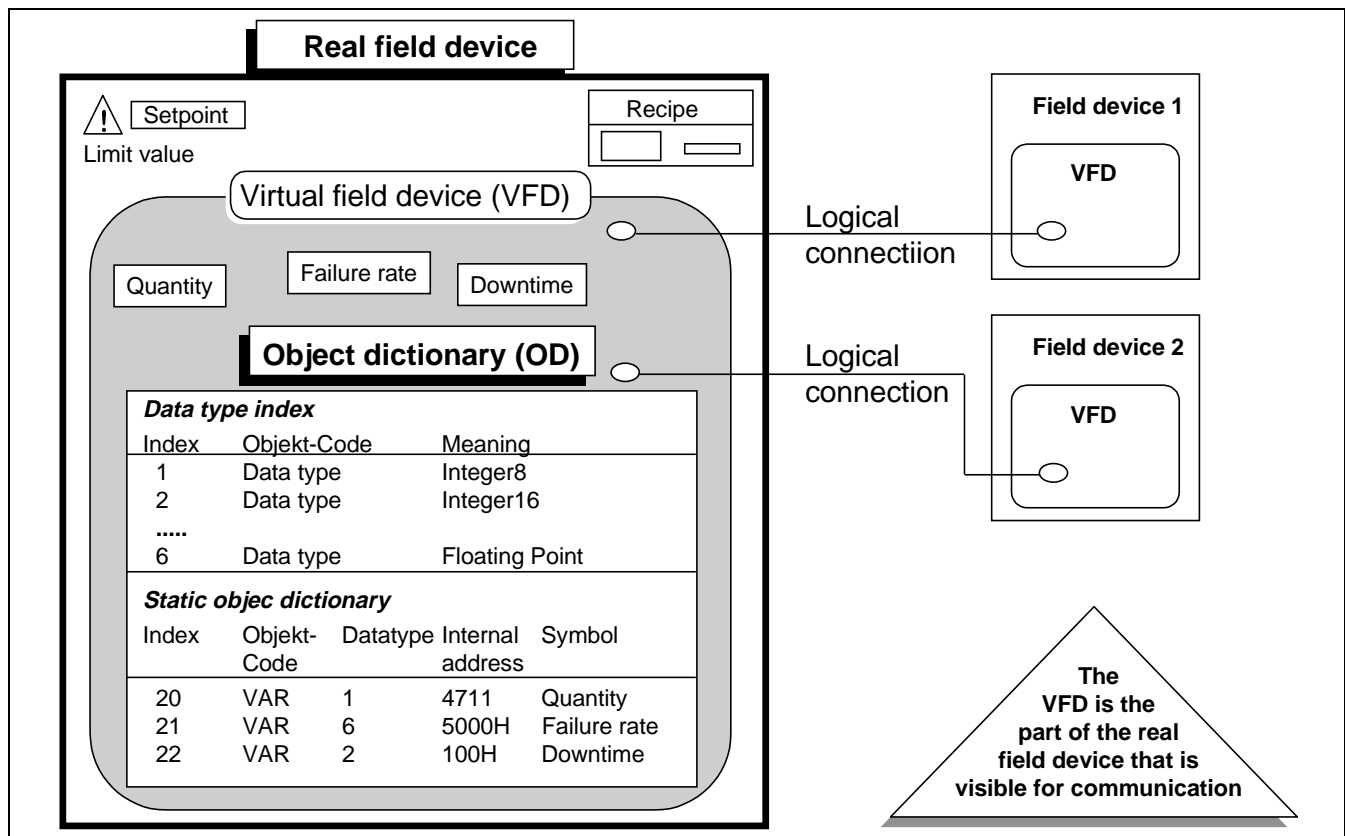 Real field device
Setpoint
Limit value
Recipe
Virtual field device (VFD)
Quantity
Failure rate
Downtime
Object dictionary (OD)
Data type index
Index Objekt-Code Meaning
1 Data type Integer8
2 Data type Integer16
.....
6 Data type Floating Point
Static objec dictionary
Index Objekt- Datatype Internal Symbol
Code address
20 VAR 1 4711 Quantity
21 VAR 6 5000H Failure rate
22 VAR 2 100H Downtime
Logical
connectiion
Field device 1
VFD
Logical
connection
Field device 2
VFD
!
The
VFD is the
part of the real
field device that is
visible for communication